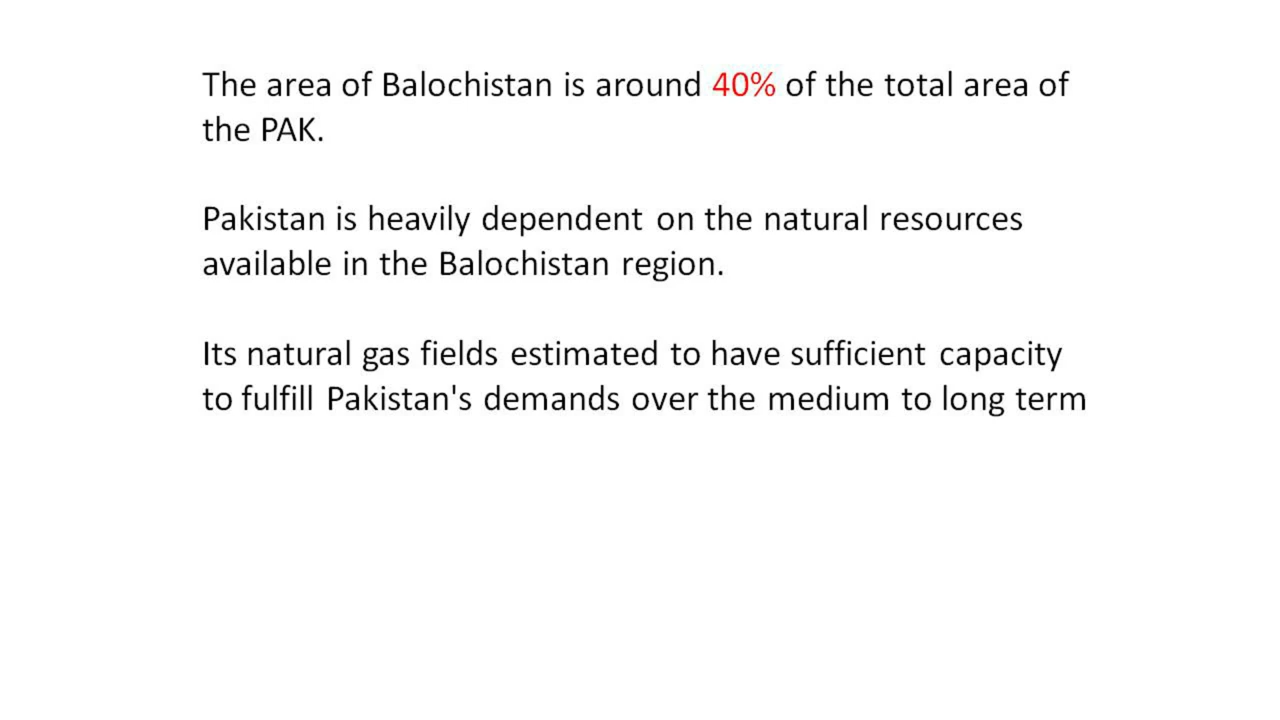 The area of Balochistan is around 40% of the total area of
the PAK.
Pakistan is heavily dependent on the natural resources
available in the Balochistan region.
Its natural gas fields estimated to have sufficient capacity
to fulfill Pakistan's demands over the medium to long term